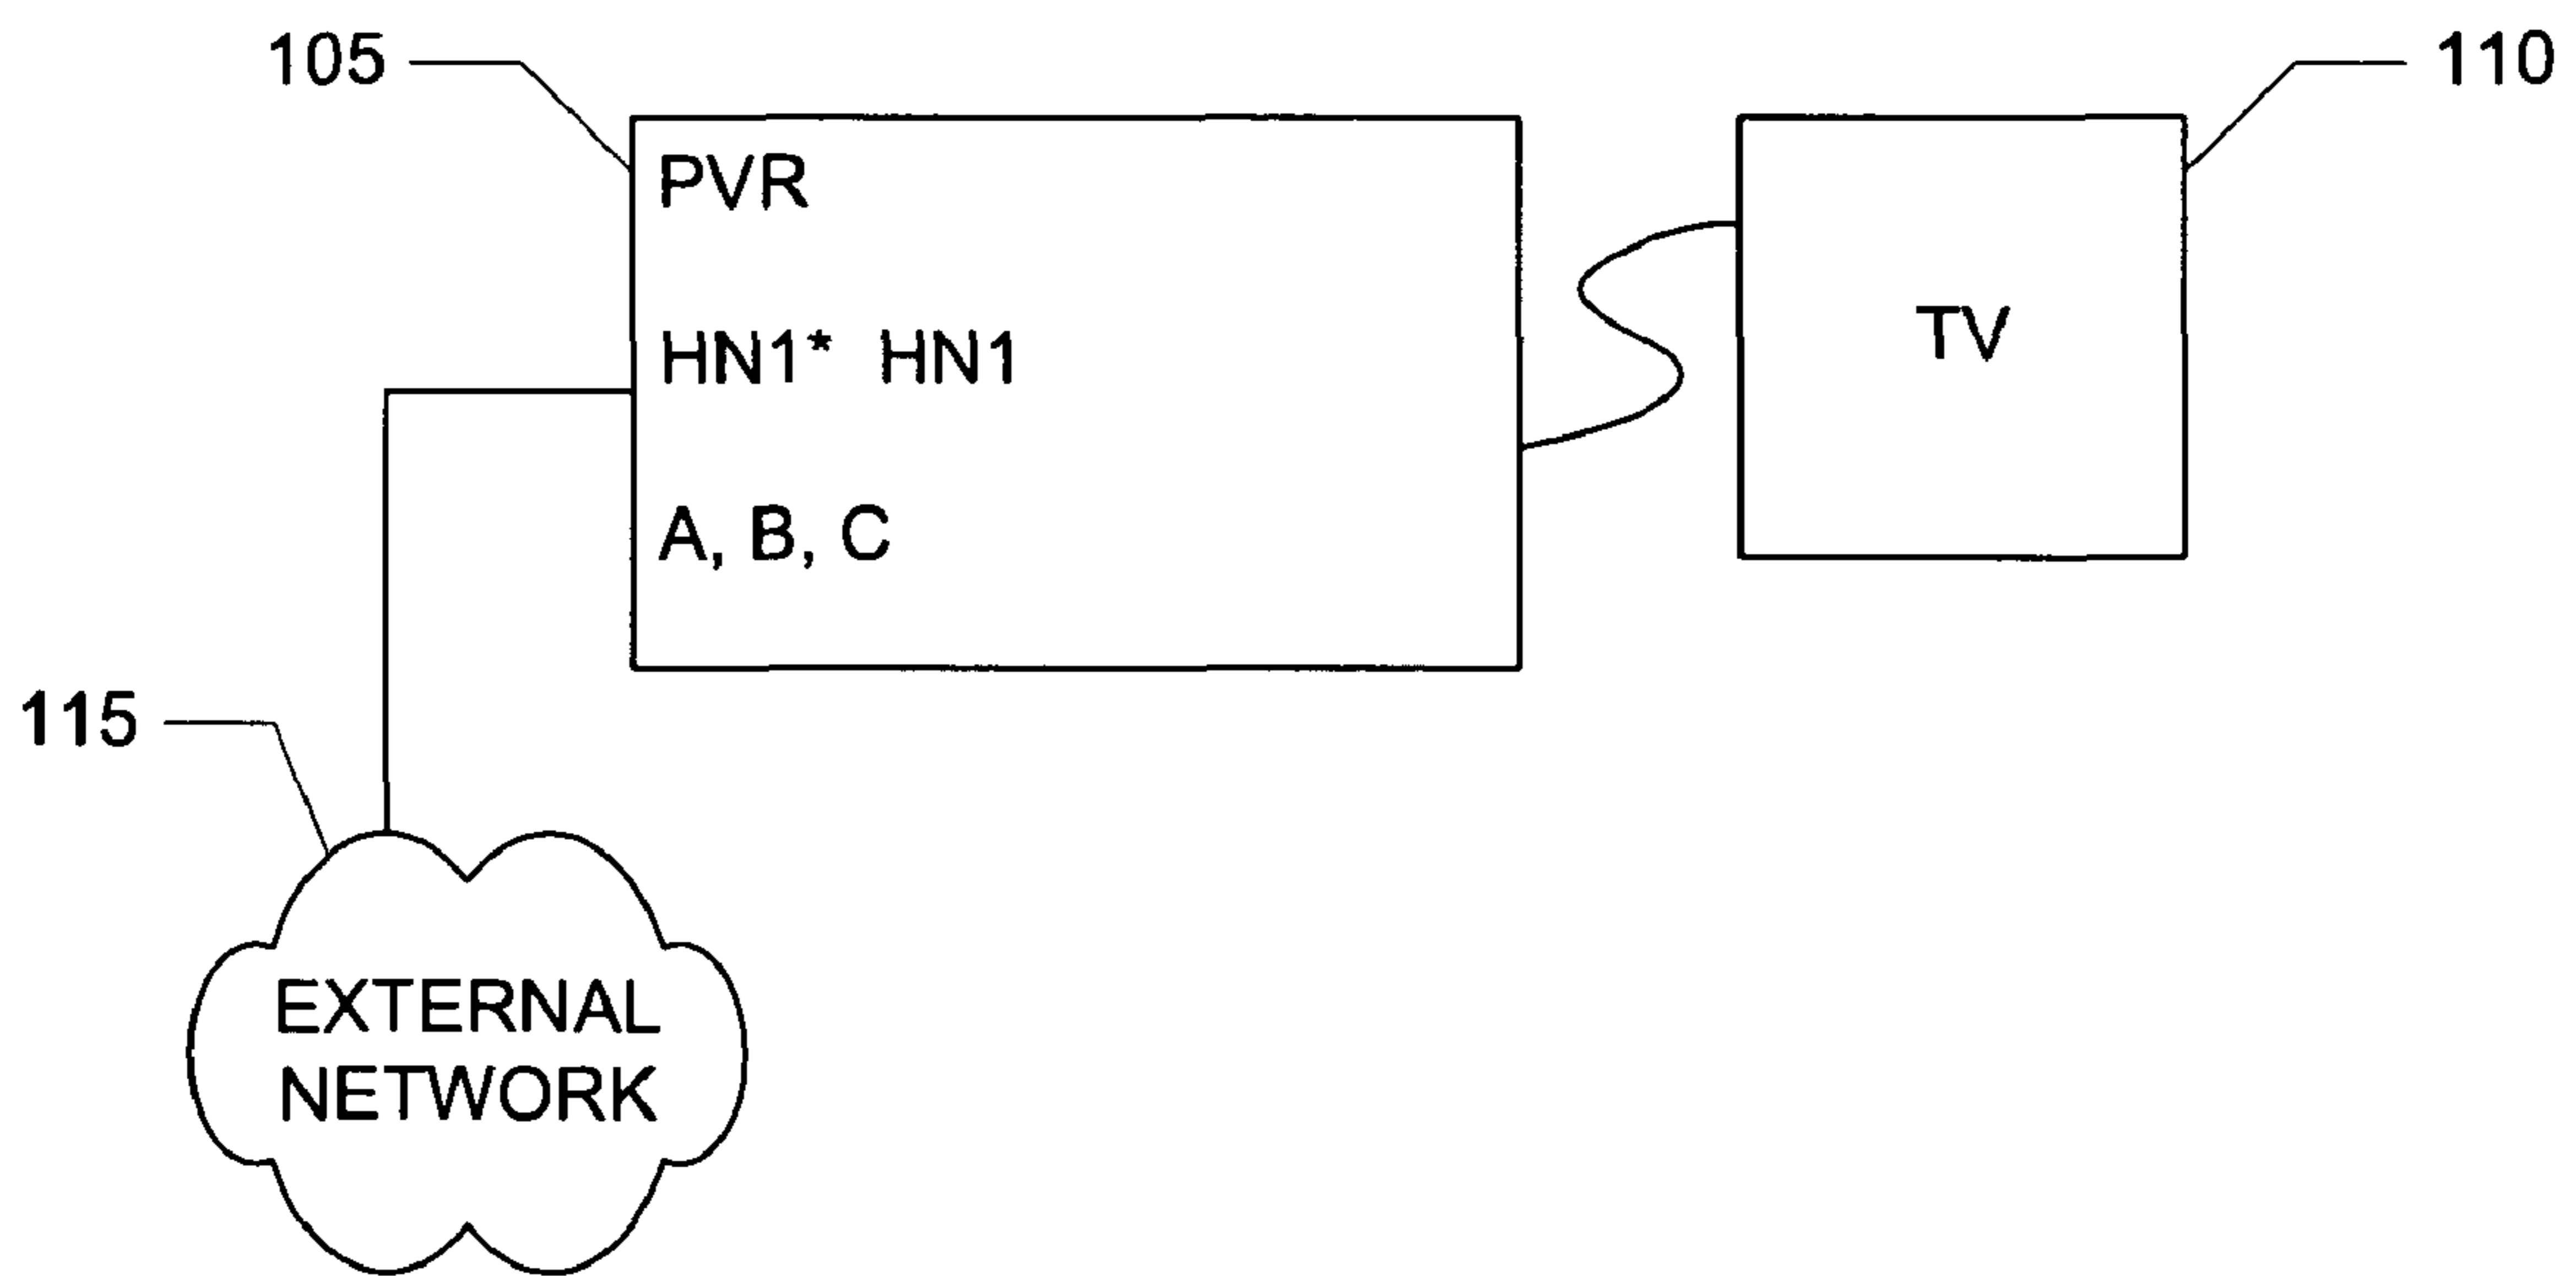 105
110
PVR
HN1* HN1
TV
A, B, C
115
EXTERNAL
NETWORK